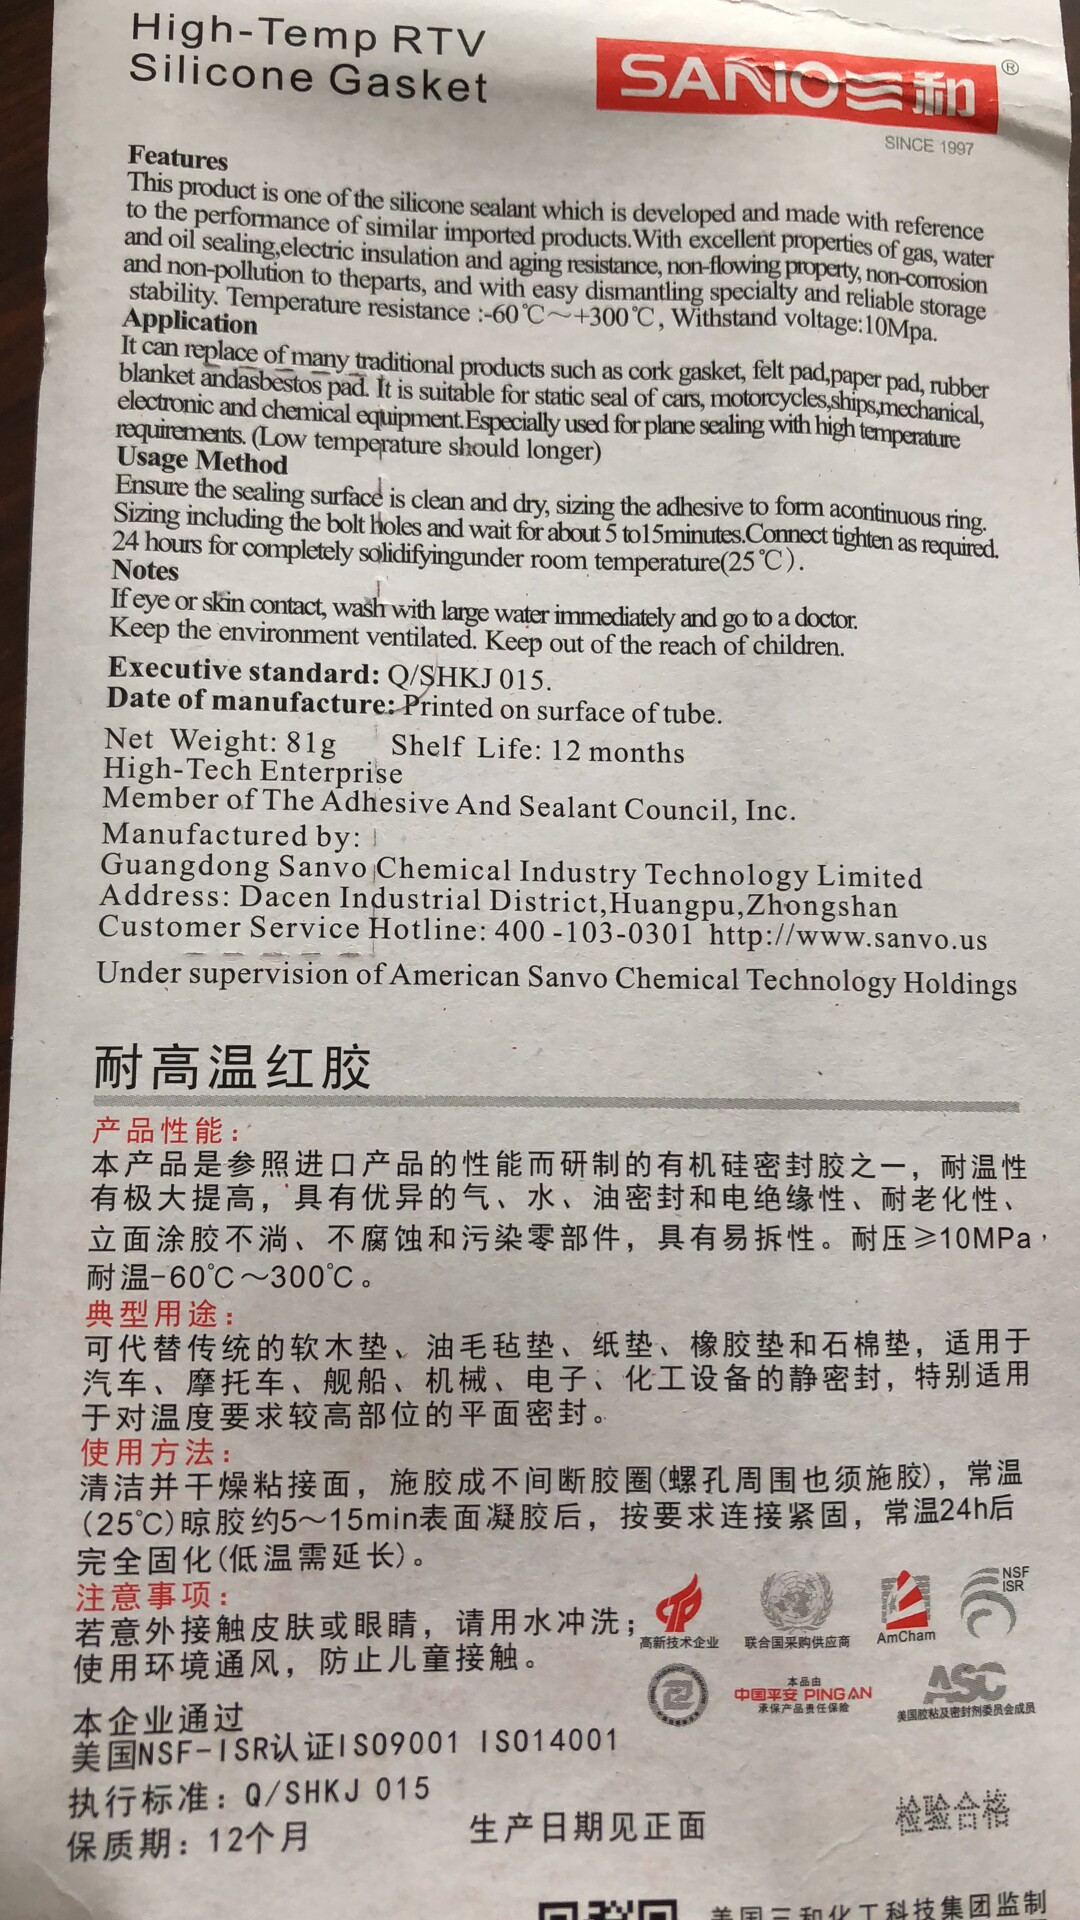 High-Temp RTV
Silicone Gasket
SANVO三和®
SINCE 1997
Features
This product is one of the silicone sealant which is developed and made with reference
to the performance of similar imported products.With excellent properties of gas, water
and oil sealing,electric insulation and aging resistance, non-flowing property, non-corrosion
and non-pollution to theparts, and with easy dismantling specialty and reliable storage
stability. Temperature resistance :-60℃～+300℃, Withstand voltage:10Mpa.
Application
It can replace of many traditional products such as cork gasket, felt pad,paper pad, rubber
blanket andasbestos pad. It is suitable for static seal of cars, motorcycles,ships,mechanical,
electronic and chemical equipment.Especially used for plane sealing with high temperature
requirements. (Low temperature should longer)
Usage Method
Ensure the sealing surface is clean and dry, sizing the adhesive to form acontinuous ring.
Sizing including the bolt holes and wait for about 5 to15minutes.Connect tighten as required.
24 hours for completely solidifyingunder room temperature(25℃).
Notes
If eye or skin contact, wash with large water immediately and go to a doctor.
Keep the environment ventilated. Keep out of the reach of children.
Executive standard: Q/SHKJ 015.
Date of manufacture: Printed on surface of tube.
Net Weight: 81g Shelf Life: 12 months
High-Tech Enterprise
Member of The Adhesive And Sealant Council, Inc.
Manufactured by:
Guangdong Sanvo Chemical Industry Technology Limited
Address: Dacen Industrial District,Huangpu,Zhongshan
Customer Service Hotline: 400-103-0301 http://www.sanvo.us
Under supervision of American Sanvo Chemical Technology Holdings
耐高温红胶
产品性能：
本产品是参照进口产品的性能而研制的有机硅密封胶之一，耐温性
有极大提高，具有优异的气、水、油密封和电绝缘性、耐老化性、
立面涂胶不淌、不腐蚀和污染零部件，具有易拆性。耐压≥10MPa，
耐温-60℃～300℃。
典型用途：
可代替传统的软木垫、油毛毡垫、纸垫、橡胶垫和石棉垫，适用于
汽车、摩托车、舰船、机械、电子、化工设备的静密封，特别适用
于对温度要求较高部位的平面密封。
使用方法：
清洁并干燥粘接面，施胶成不间断胶圈(螺孔周围也须施胶)，常温
(25℃)晾胶约5～15min表面凝胶后，按要求连接紧固，常温24h后
完全固化(低温需延长)。
注意事项：
若意外接触皮肤或眼睛，请用水冲洗；
使用环境通风，防止儿童接触。
高新技术企业
联合国采购供应商
AmCham
NSF
ISR
本品由
中国平安 PING AN
承保产品责任保险
ASC
美国胶粘及密封剂委员会成员
本企业通过
美国NSF-ISR认证ISO9001 ISO14001
执行标准：Q/SHKJ 015
保质期：12个月
生产日期见正面
检验合格
美国三和化工科技集团监制